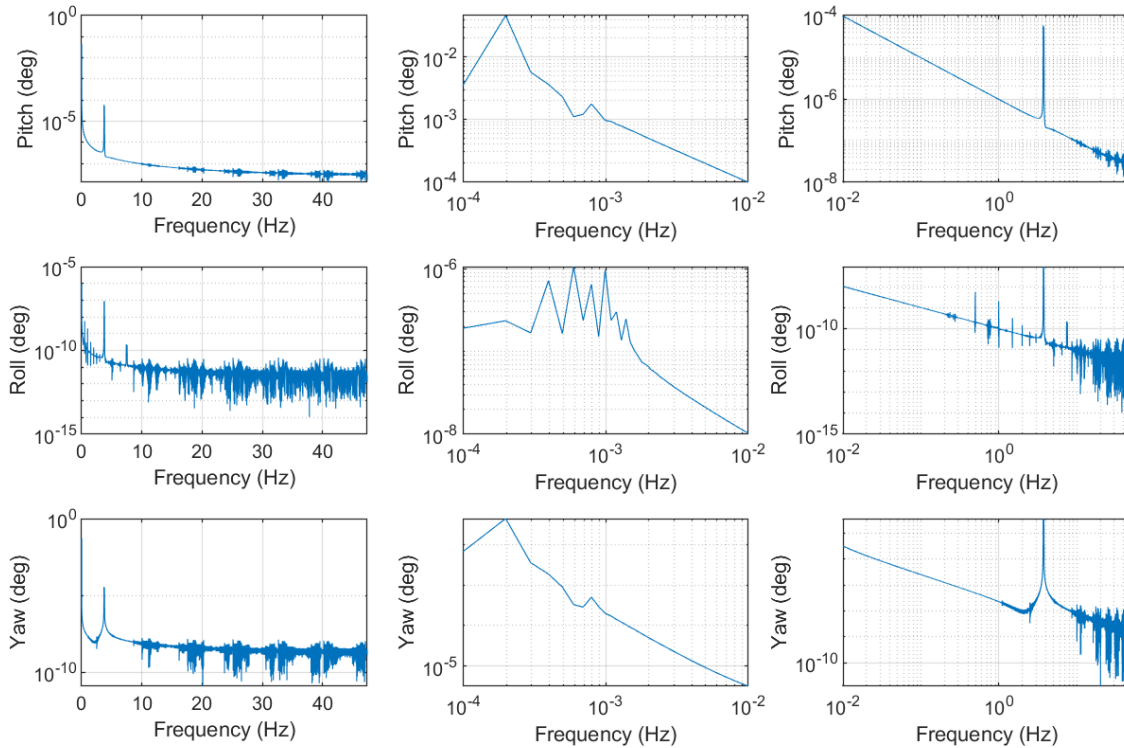 10^0
10^-5
Pitch (deg)
0 10 20 30 40
Frequency (Hz)
10^-2
10^-3
10^-4
Pitch (deg)
10^-4 10^-3 10^-2
Frequency (Hz)
10^-4
10^-6
10^-8
Pitch (deg)
10^-2 10^0
Frequency (Hz)
10^-5
10^-10
10^-15
Roll (deg)
0 10 20 30 40
Frequency (Hz)
10^-6
10^-8
Roll (deg)
10^-4 10^-3 10^-2
Frequency (Hz)
10^-10
10^-15
Roll (deg)
10^-2 10^0
Frequency (Hz)
10^0
10^-10
Yaw (deg)
0 10 20 30 40
Frequency (Hz)
10^-5
Yaw (deg)
10^-4 10^-3 10^-2
Frequency (Hz)
10^-10
Yaw (deg)
10^-2 10^0
Frequency (Hz)